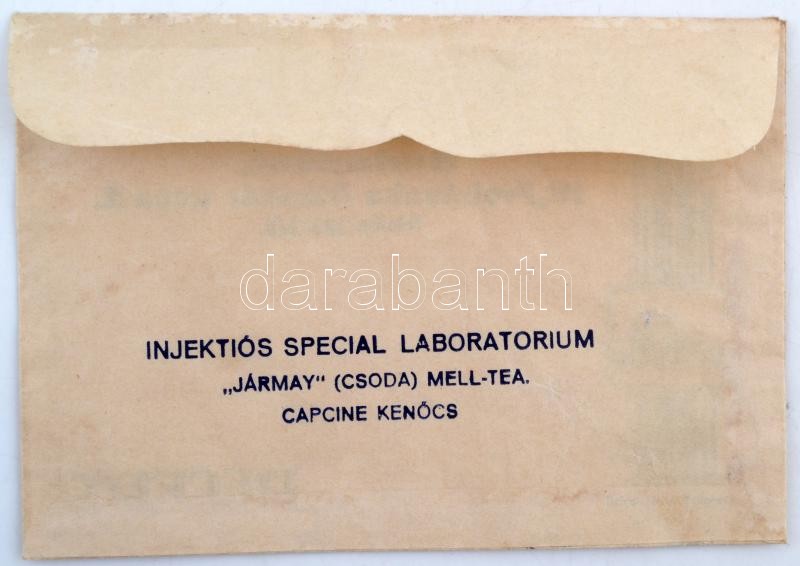 darabanth
INJEKTIÓS SPECIAL LABORATORIUM
„JÁRMAY" (CSODA) MELL-TEA.
CAPCINE KENŐCS